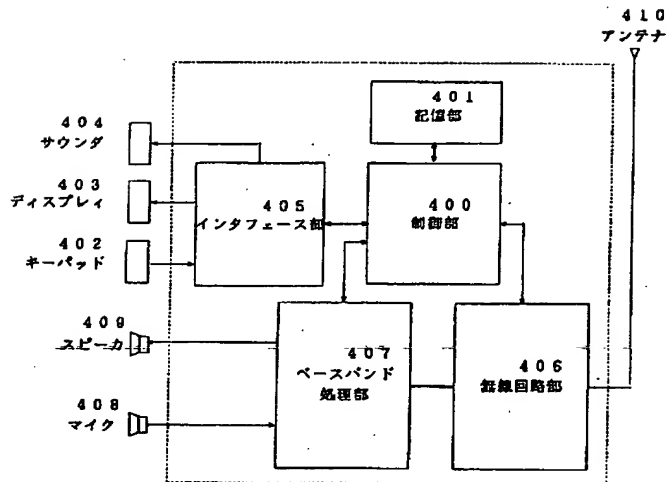 410
アンテナ
401
記憶部
404
サウンダ
403
ディスプレィ
405
インタフェース部
400
制御部
402
キーパッド
409
スピーカ
407
ベースバンド
処理部
406
無線回路部
408
マイク